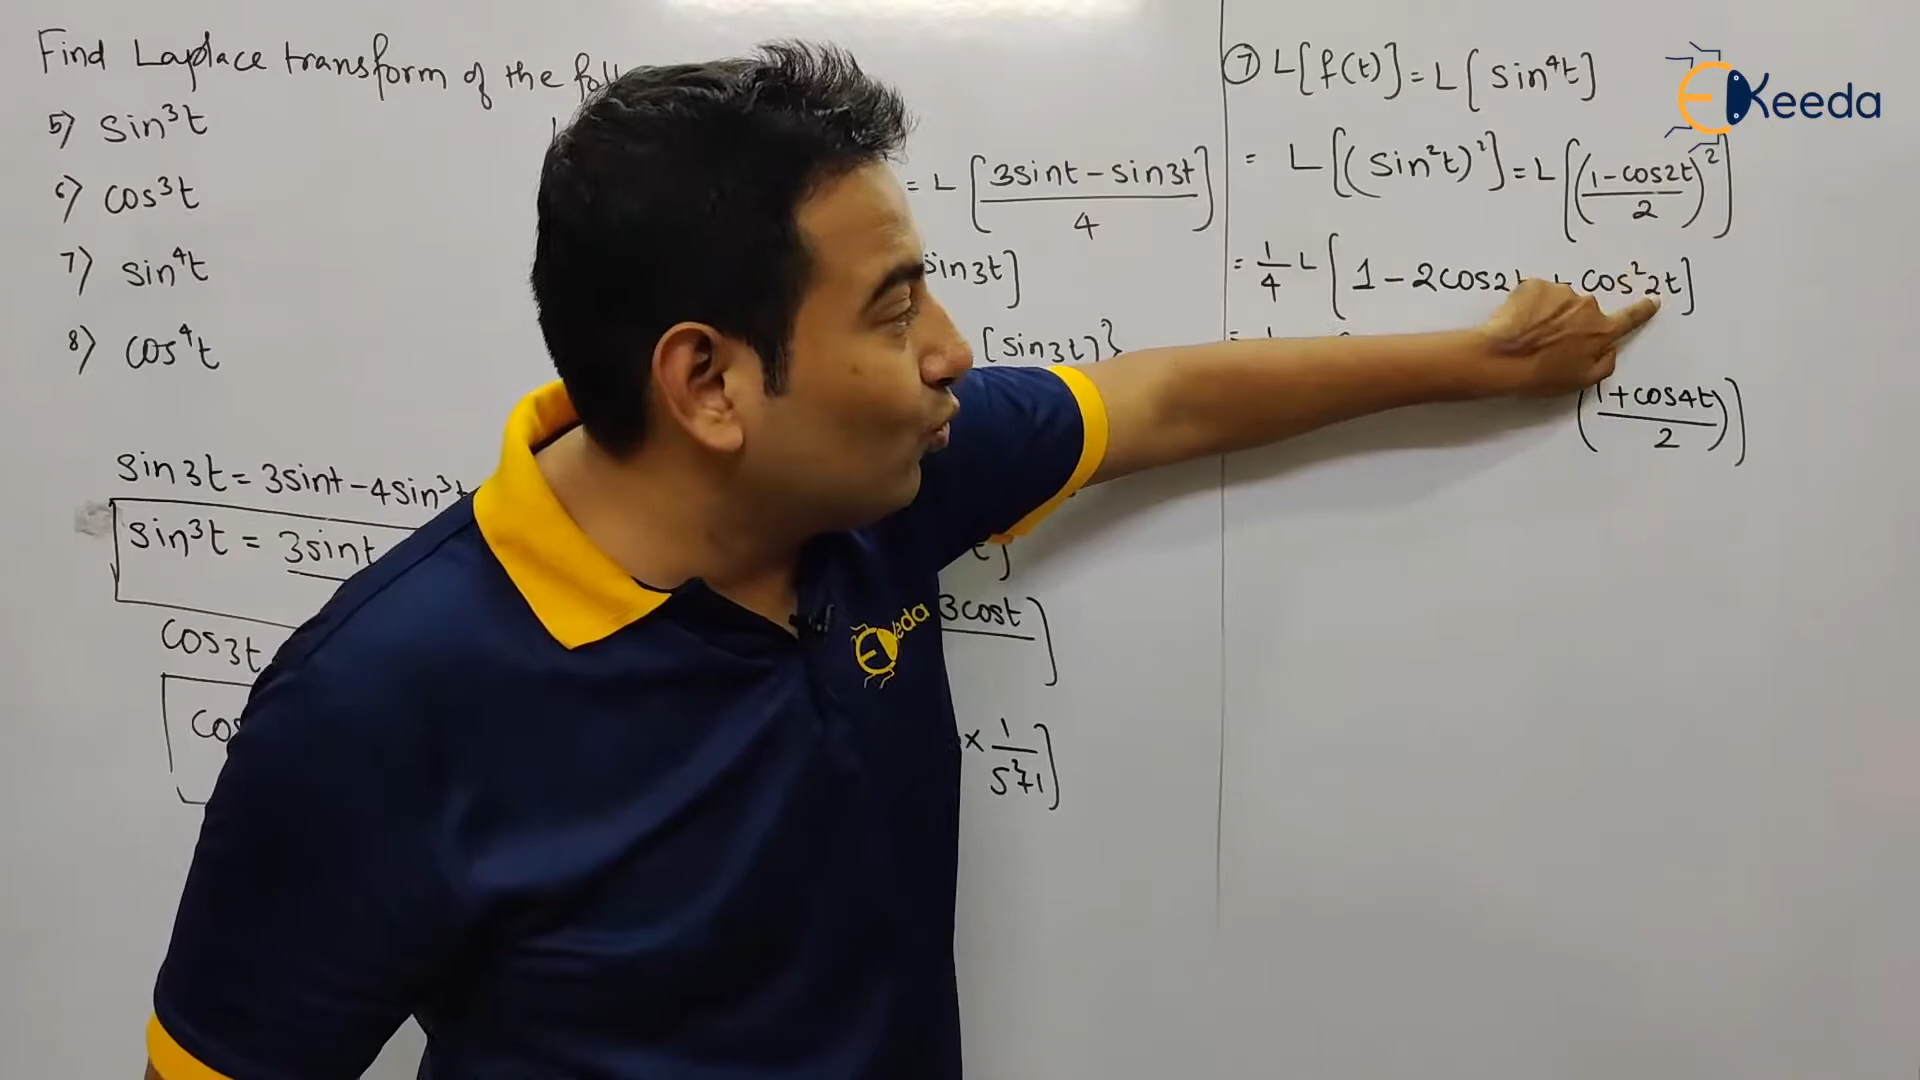 Find Laplace transform of the
5) sin³t
6) cos³t
7) sin⁴t
8) cos⁴t
sin3t = 3sint - 4sin³t
sin³t = 3sint
cos3t
= L [3sint - sin3t / 4]
sin3t]
[sin3t]}
3cost]
× 1/s²+1]
⑦ L[f(t)] = L[sin⁴t]
= L[(sin²t)²] = L[((1-cos2t)/2)²]
= 1/4 L [1 - 2cos2t + cos²2t]
(1+cos4t / 2)]
EKeeda
Eeda